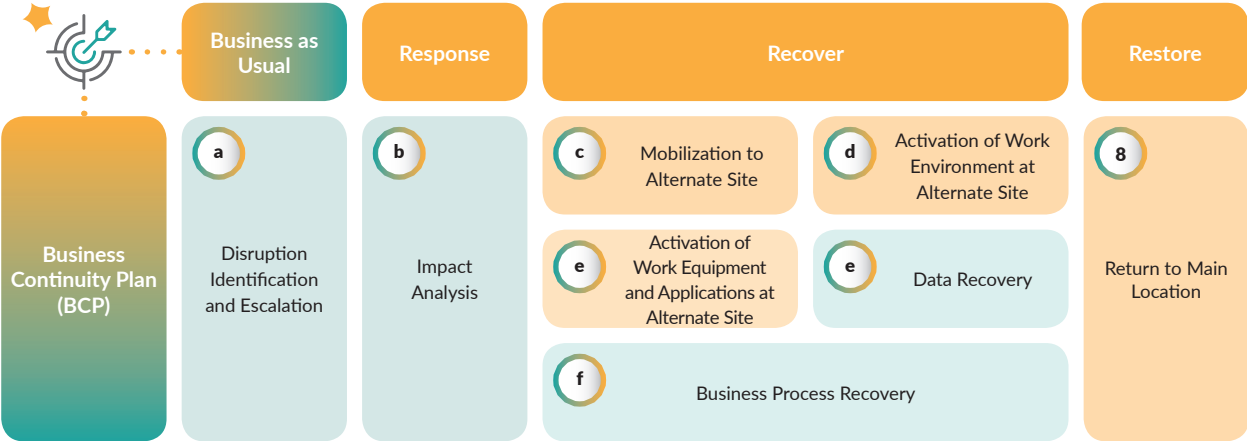 Business as
Usual
Response
Recover
Restore
Business
Continuity Plan
(BCP)
a
Disruption
Identification
and Escalation
b
Impact
Analysis
c
Mobilization to
Alternate Site
d
Activation of Work
Environment at
Alternate Site
e
Activation of
Work Equipment
and Applications at
Alternate Site
e
Data Recovery
f
Business Process Recovery
8
Return to Main
Location